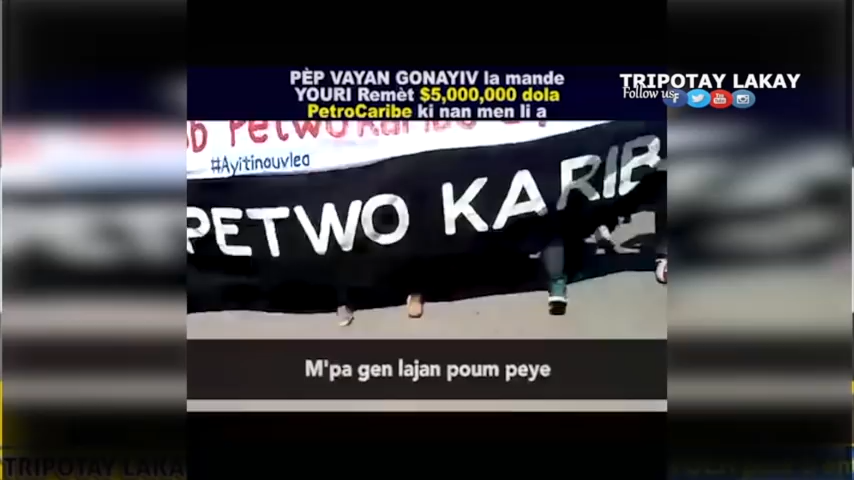 PÈP VAYAN GONAYIV la mande
YOURI Remèt $5,000,000 dola
PetroCaribe ki nan men li a
TRIPOTAY LAKAY
Follow us
#Ayitinouvlea
PETWO KARIB
M'pa gen lajan poum peye
TRIPOTAY LAKA